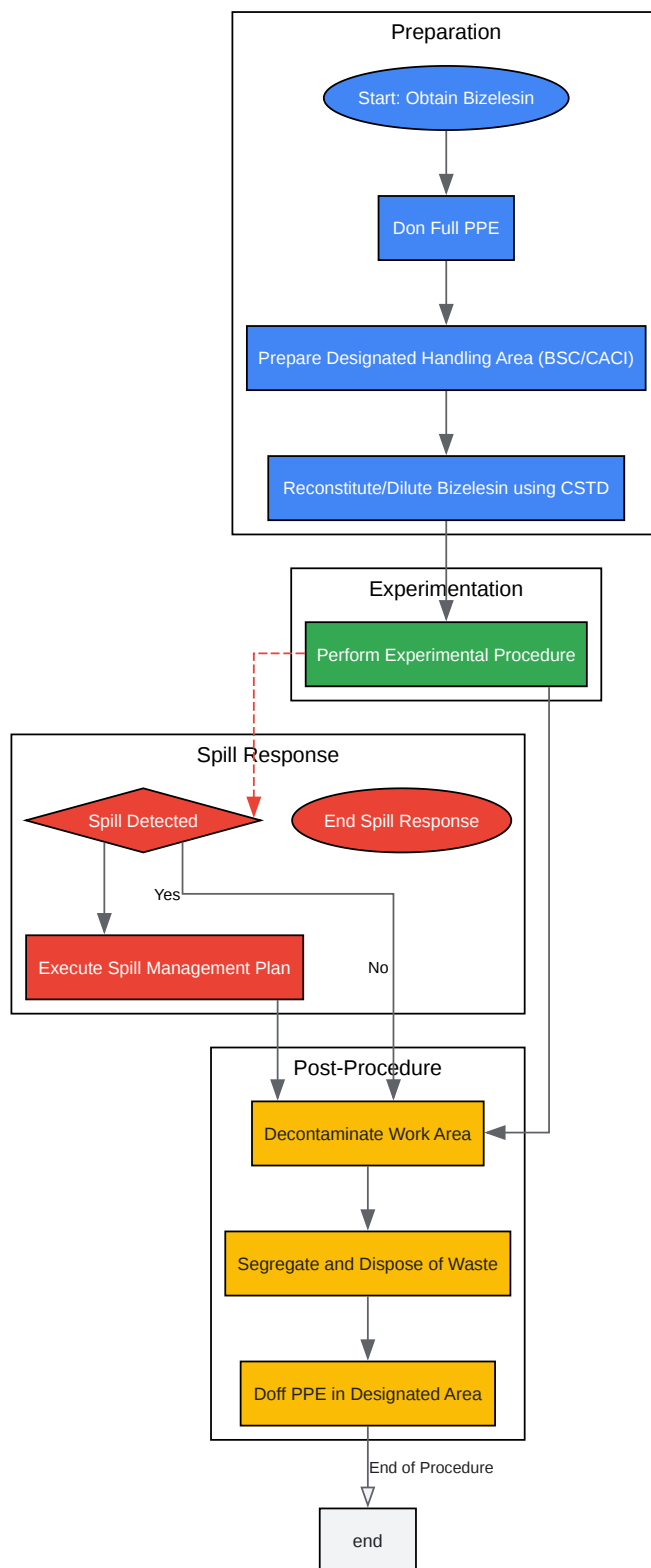 Preparation
Start: Obtain Bizelesin
Don Full PPE
Prepare Designated Handling Area (BSC/CACI)
Reconstitute/Dilute Bizelesin using CSTD
Experimentation
Perform Experimental Procedure
Spill Response
Spill Detected
End Spill Response
Yes
Execute Spill Management Plan
No
Post-Procedure
Decontaminate Work Area
Segregate and Dispose of Waste
Doff PPE in Designated Area
End of Procedure
end